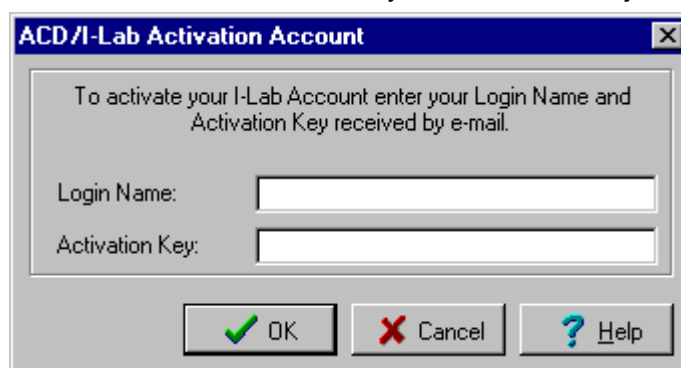 ACD/I-Lab Activation Account
To activate your I-Lab Account enter your Login Name and
Activation Key received by e-mail.
Login Name:
Activation Key:
OK Cancel Help